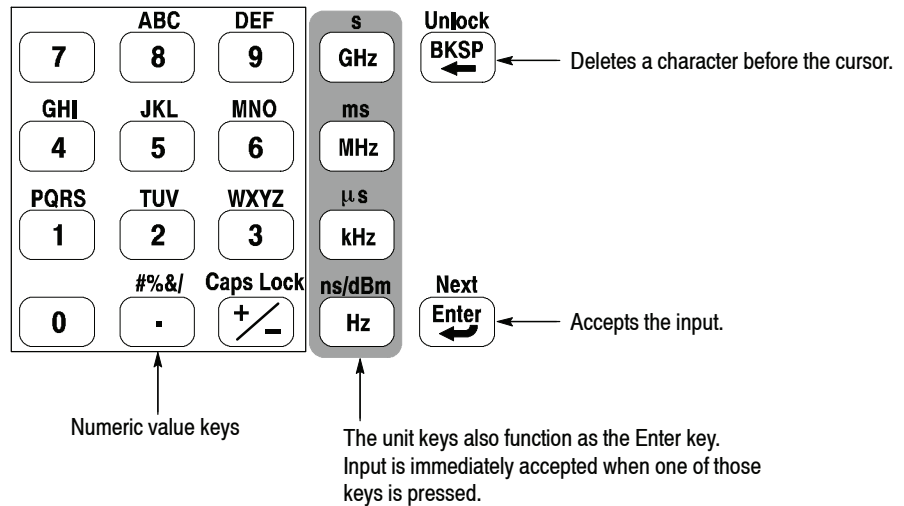 ABC DEF s Unlock
7 8 9 GHz BKSP
Deletes a character before the cursor.
GHI JKL MNO ms
4 5 6 MHz
PQRS TUV WXYZ μs
1 2 3 kHz
#%&/ Caps Lock ns/dBm Next
0 . +/− Hz Enter
Accepts the input.
Numeric value keys
The unit keys also function as the Enter key.
Input is immediately accepted when one of those
keys is pressed.